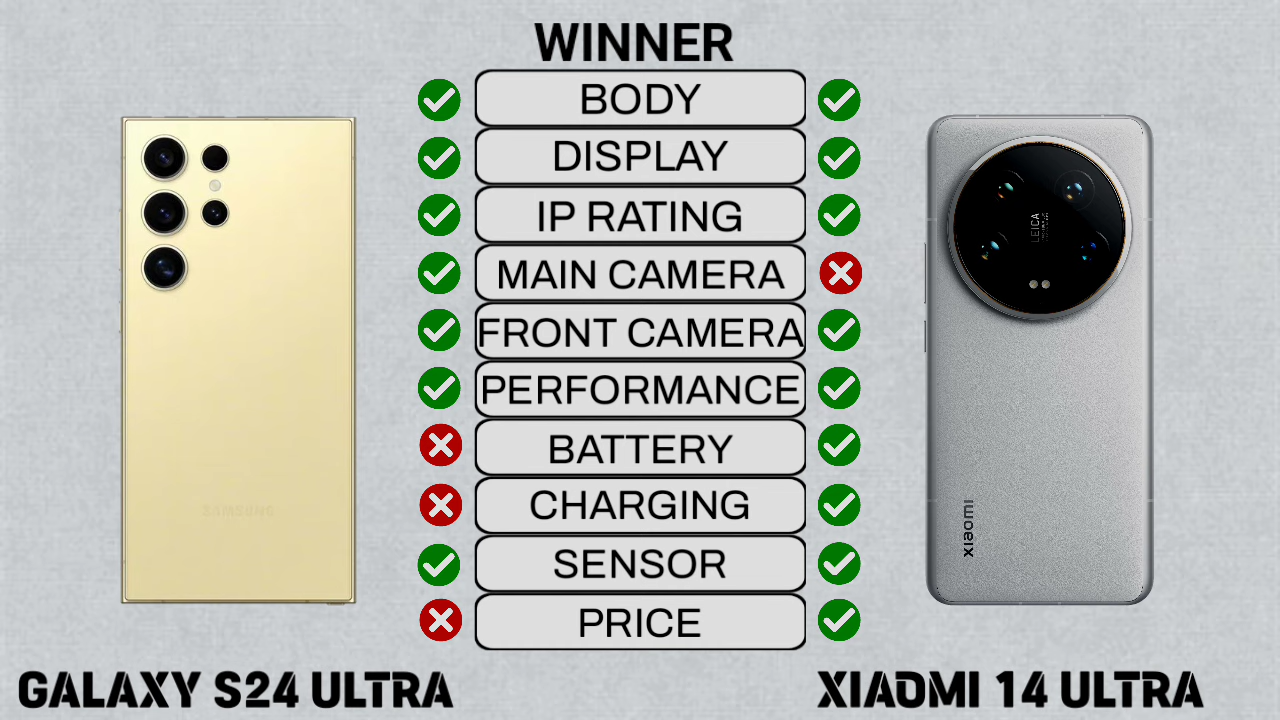 WINNER
BODY
DISPLAY
IP RATING
MAIN CAMERA
FRONT CAMERA
PERFORMANCE
BATTERY
CHARGING
SENSOR
PRICE
SAMSUNG
LEICA
xiaomi
GALAXY S24 ULTRA
XIAOMI 14 ULTRA